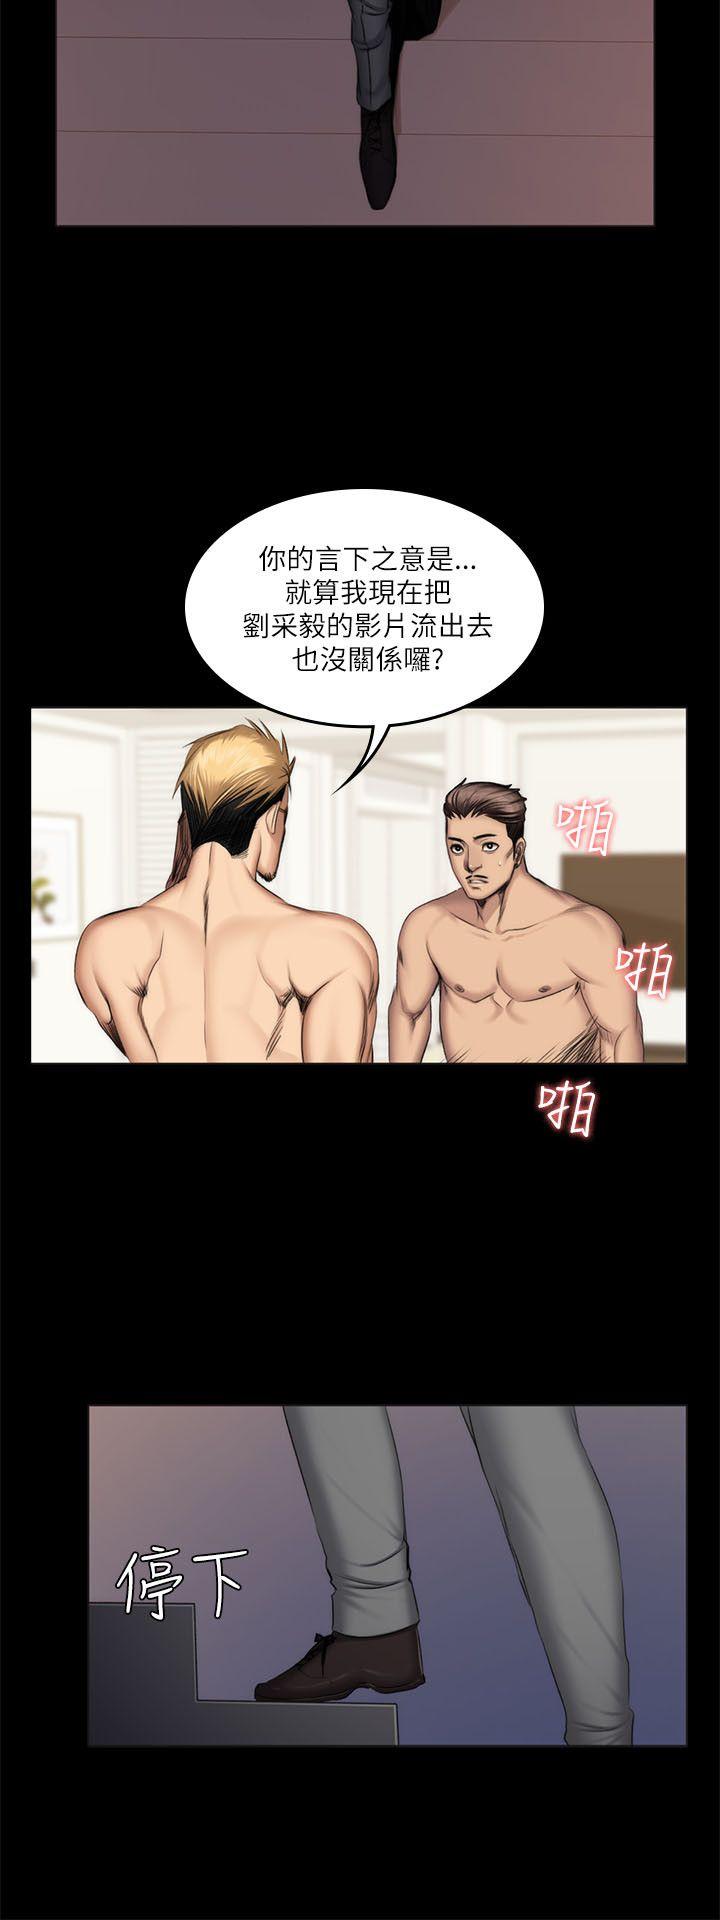 你的言下之意是...
就算我現在把
劉采毅的影片流出去
也沒關係囉?
啪
啪
啪
停下